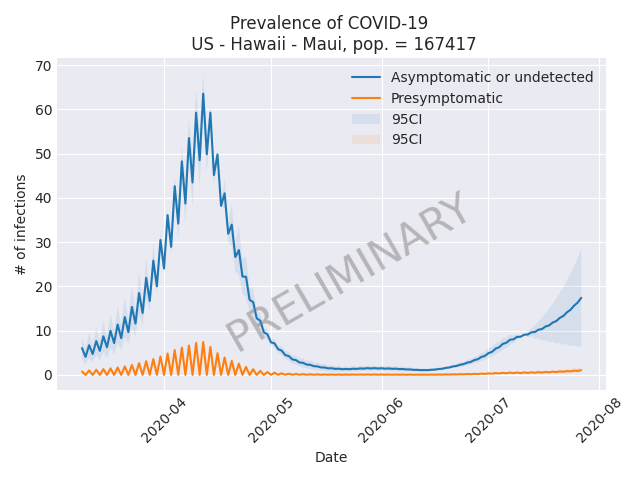 Prevalence of COVID-19
US - Hawaii - Maui, pop. = 167417
70
60
50
40
30
20
10
0
# of infections
Asymptomatic or undetected
Presymptomatic
95CI
95CI
PRELIMINARY
2020-04
2020-05
2020-06
2020-07
2020-08
Date